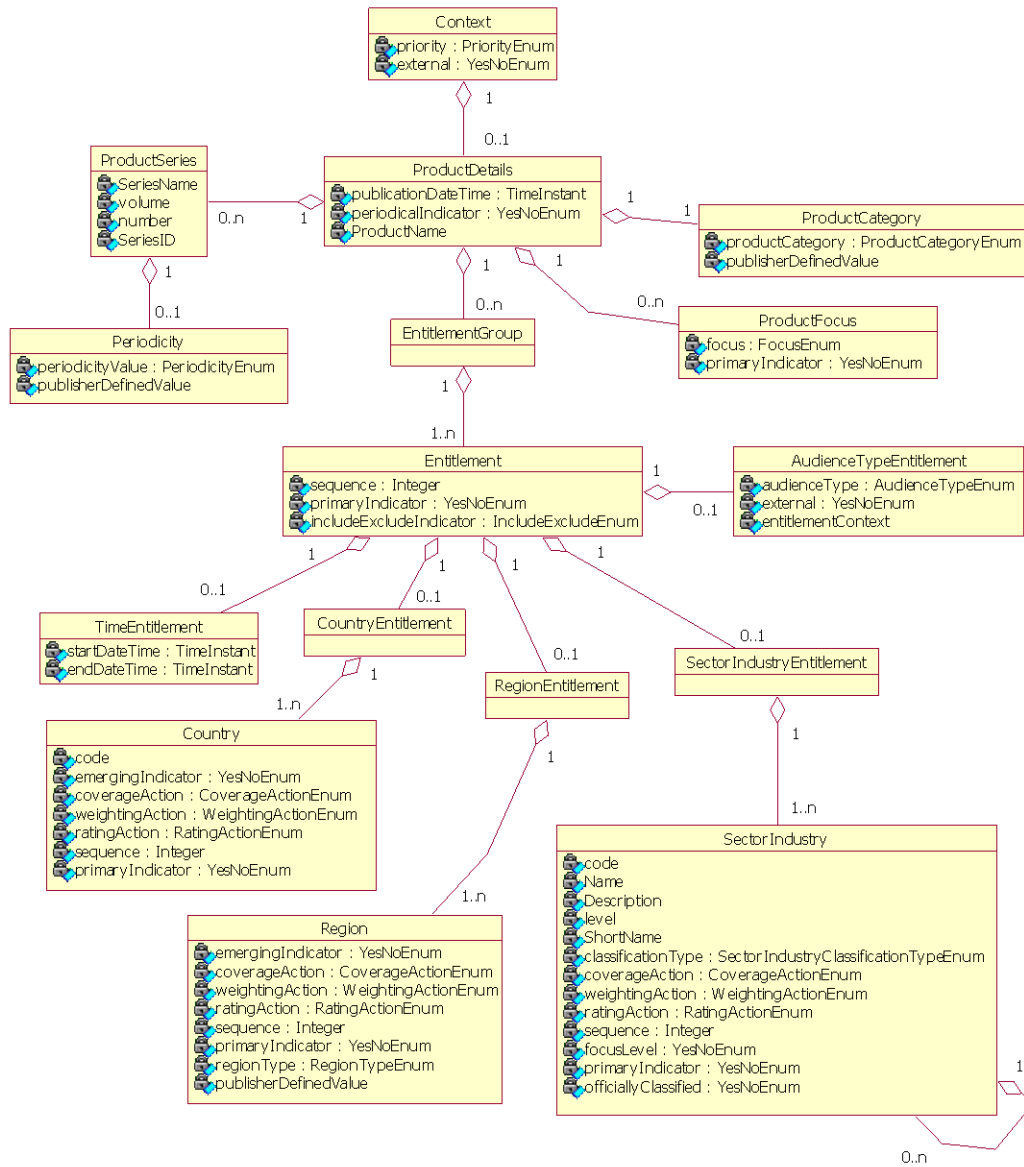 Context
priority : PriorityEnum
external : YesNoEnum
1
0..1
ProductSeries
SeriesName
volume
number
SeriesID
0..n
1
ProductDetails
publicationDateTime : TimeInstant
periodicalIndicator : YesNoEnum
ProductName
1
1
ProductCategory
productCategory : ProductCategoryEnum
publisherDefinedValue
1
0..1
Periodicity
periodicityValue : PeriodicityEnum
publisherDefinedValue
1
0..n
EntitlementGroup
1
0..n
ProductFocus
focus : FocusEnum
primaryIndicator : YesNoEnum
1
1..n
Entitlement
sequence : Integer
primaryIndicator : YesNoEnum
includeExcludeIndicator : IncludeExcludeEnum
1
0..1
AudienceTypeEntitlement
audienceType : AudienceTypeEnum
external : YesNoEnum
entitlementContext
1
0..1
TimeEntitlement
startDateTime : TimeInstant
endDateTime : TimeInstant
1
0..1
CountryEntitlement
1
0..1
RegionEntitlement
1
0..1
SectorIndustryEntitlement
1
1..n
Country
code
emergingIndicator : YesNoEnum
coverageAction : CoverageActionEnum
weightingAction : WeightingActionEnum
ratingAction : RatingActionEnum
sequence : Integer
primaryIndicator : YesNoEnum
1
1..n
Region
emergingIndicator : YesNoEnum
coverageAction : CoverageActionEnum
weightingAction : WeightingActionEnum
ratingAction : RatingActionEnum
sequence : Integer
primaryIndicator : YesNoEnum
regionType : RegionTypeEnum
publisherDefinedValue
1
1..n
SectorIndustry
code
Name
Description
level
ShortName
classificationType : SectorIndustryClassificationTypeEnum
coverageAction : CoverageActionEnum
weightingAction : WeightingActionEnum
ratingAction : RatingActionEnum
sequence : Integer
focusLevel : YesNoEnum
primaryIndicator : YesNoEnum
officiallyClassified : YesNoEnum
1
0..n